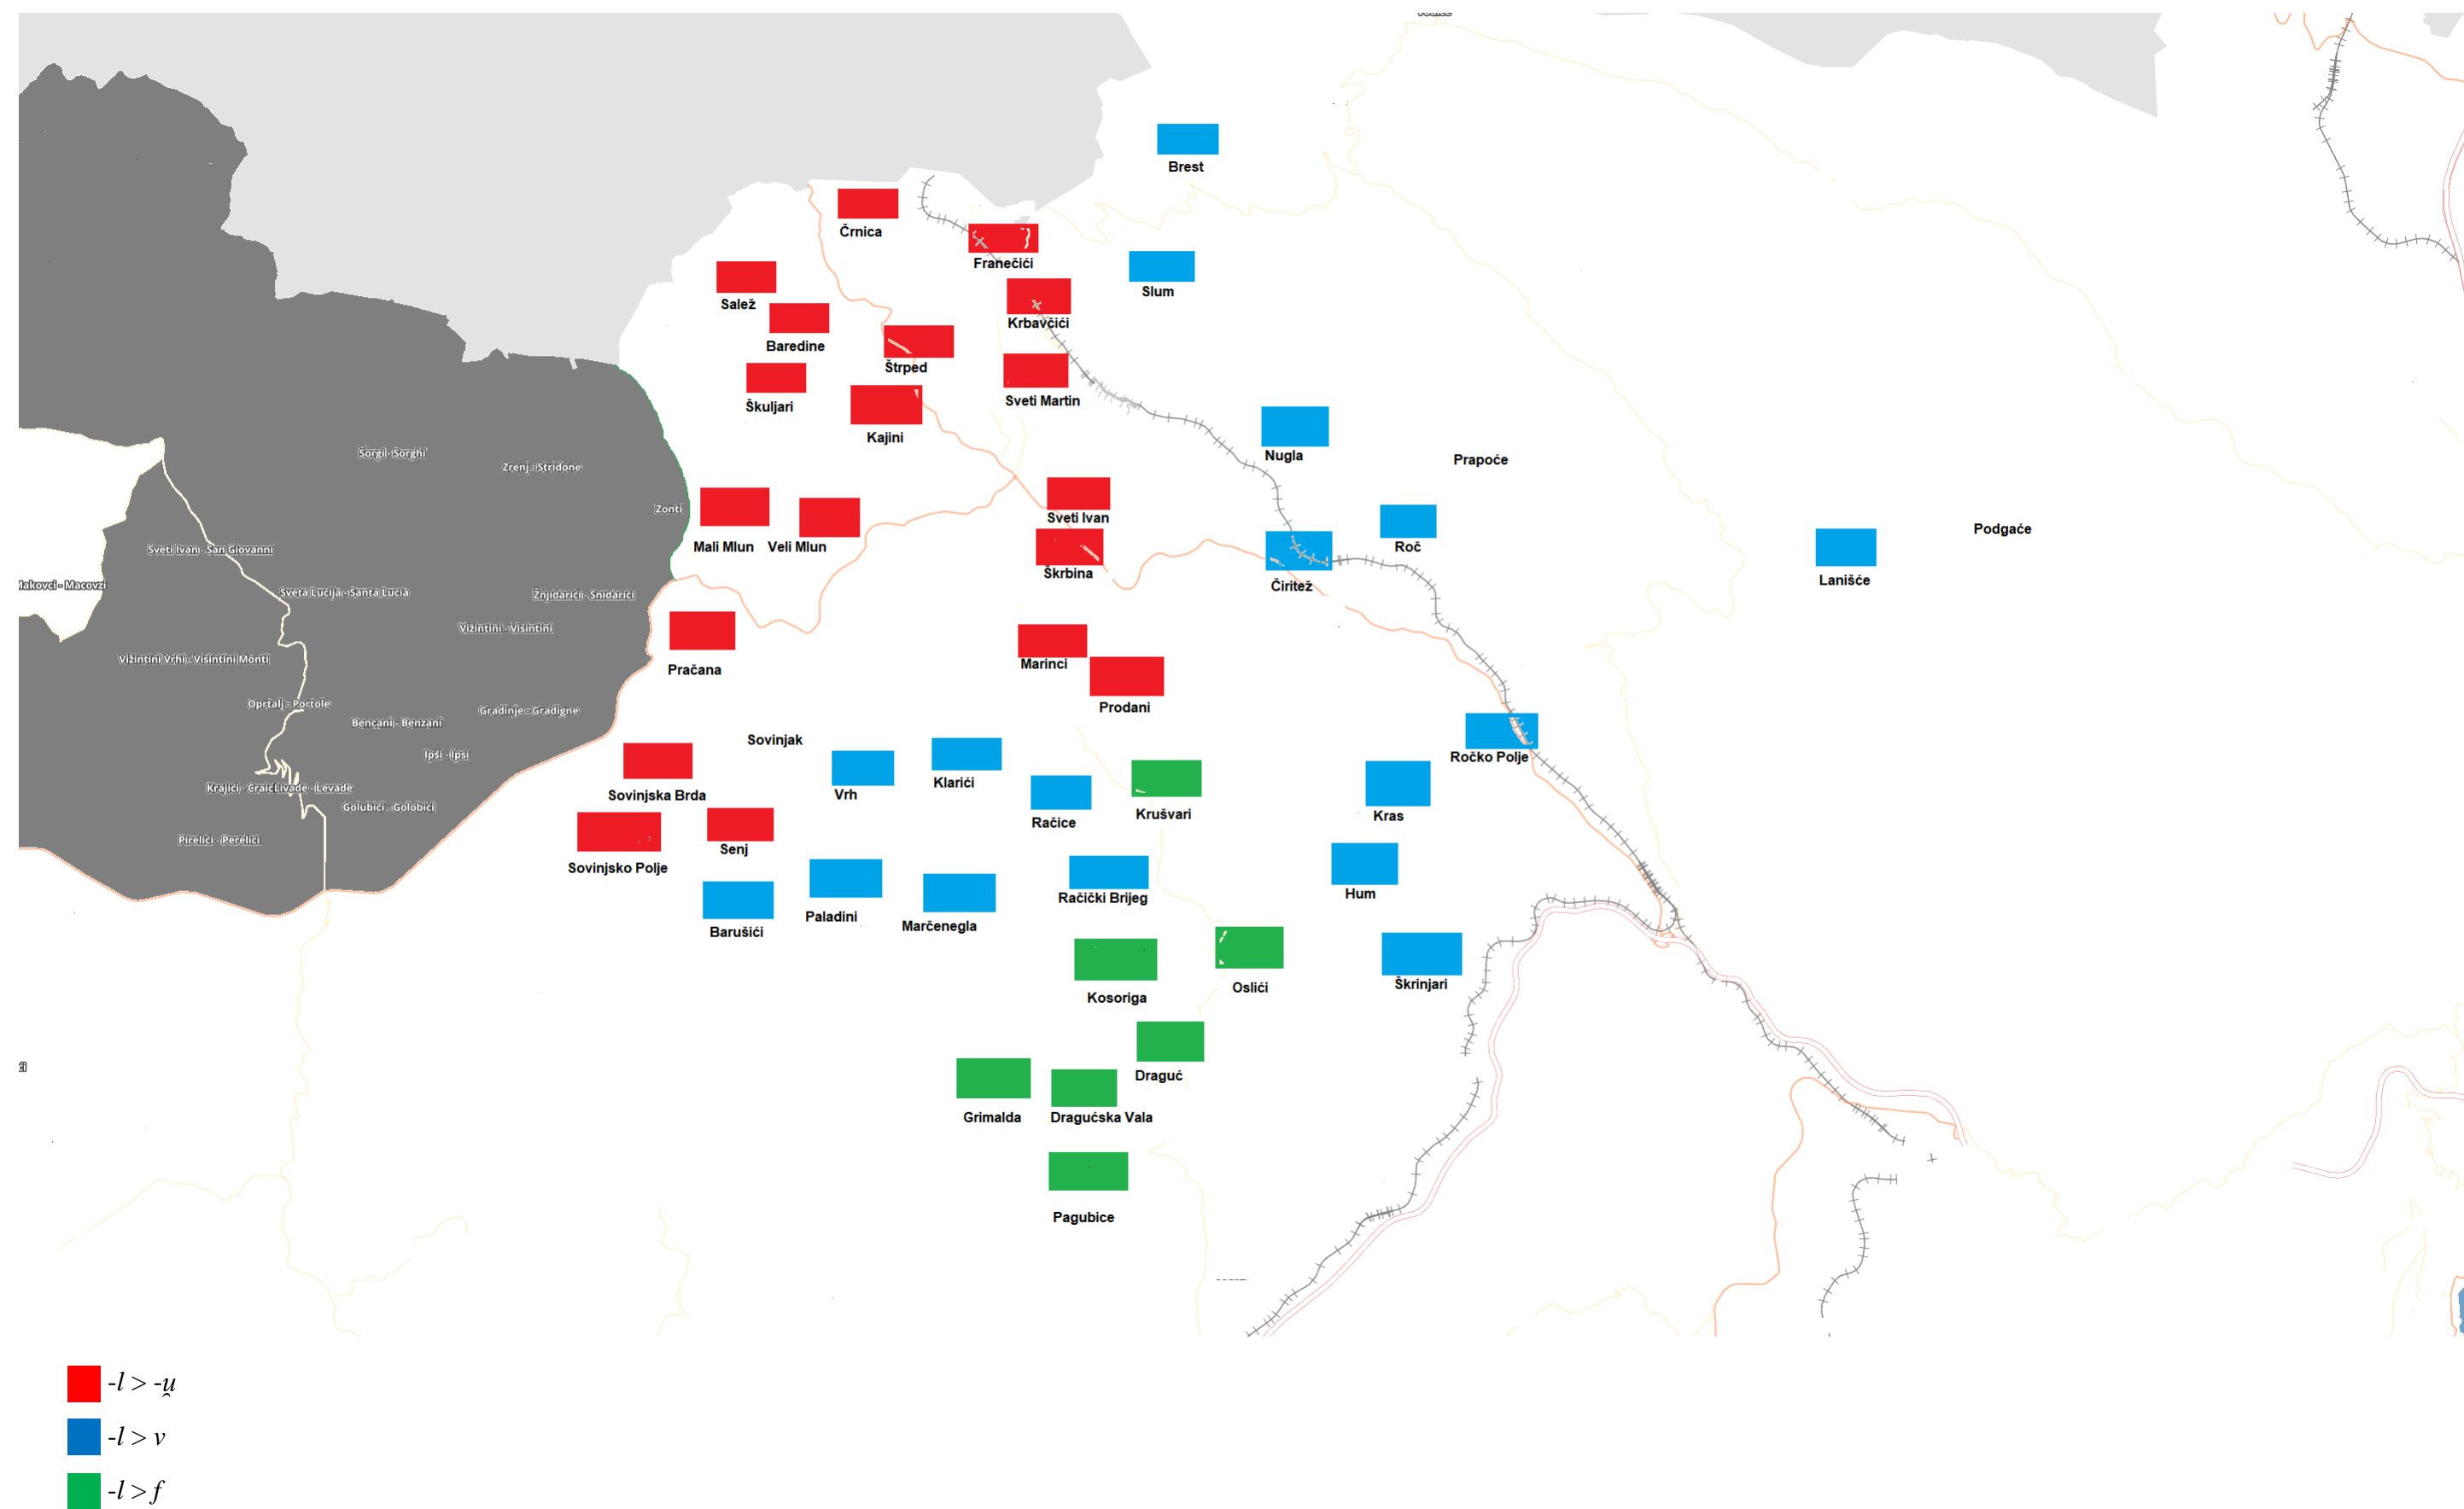 Brest
Črnica
Franečići
Slum
Salež
Krbavčići
Baredine
Štrped
Sveti Martin
Škuljari
Kajini
Šorgi - Sorghi
Nugla
Prapoće
Zrenj - Stridone
Zonti
Sveti Ivan
Podgaće
Mali Mlun
Veli Mlun
Roč
Sveti Ivan - San Giovanni
Škrbina
Lanišće
Čiritež
Sveta Lucija - Santa Lucia
Žnjidarići - Snidarici
Vižintini - Visintini
Vižintini Vrhi - Visintini Monti
Marinci
Pračana
Oprtalj - Portole
Prodani
Gradinje - Gradigne
Benčani - Benzani
Sovinjak
Ipši - Ipsi
Ročko Polje
Livade - Levade
Klarići
Sovinjska Brda
Vrh
Golubići - Golobici
Krušvari
Kras
Račice
Pirelići - Perelici
Senj
Sovinjsko Polje
Hum
Račički Brijeg
Paladini
Marčenegla
Barušići
Škrinjari
Oslići
Kosoriga
Draguć
Grimalda
Dragućska Vala
Pagubice
-l > -u̯
-l > v
-l > f